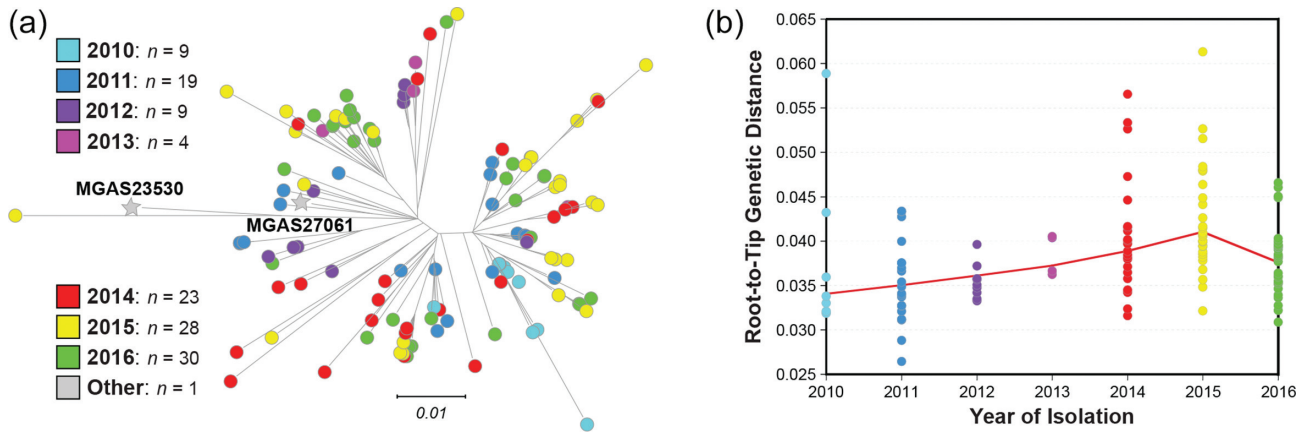 (a)
2010: n = 9
2011: n = 19
2012: n = 9
2013: n = 4
MGAS23530
MGAS27061
2014: n = 23
2015: n = 28
2016: n = 30
Other: n = 1
0.01
(b)
Root-to-Tip Genetic Distance
0.065
0.060
0.055
0.050
0.045
0.040
0.035
0.030
0.025
2010 2011 2012 2013 2014 2015 2016
Year of Isolation